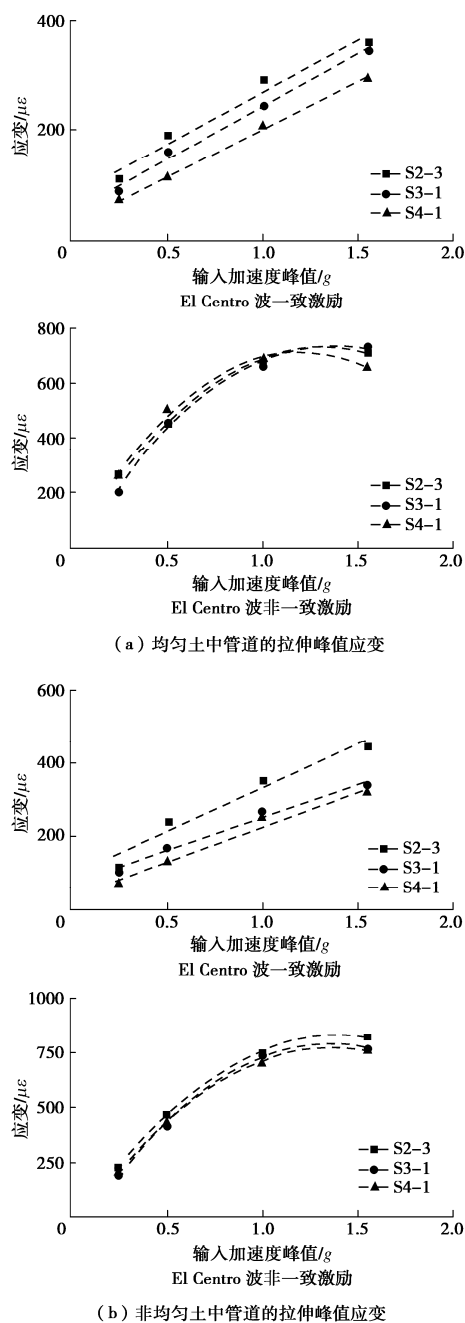 400
200
应变/με
S2-3
S3-1
S4-1
0 0.5 1.0 1.5 2.0
输入加速度峰值/g
El Centro 波一致激励
800
600
400
200
应变/με
S2-3
S3-1
S4-1
0 0.5 1.0 1.5 2.0
输入加速度峰值/g
El Centro 波非一致激励
(a)均匀土中管道的拉伸峰值应变
600
400
200
应变/με
S2-3
S3-1
S4-1
0 0.5 1.0 1.5 2.0
输入加速度峰值/g
El Centro 波一致激励
1000
750
500
250
应变/με
S2-3
S3-1
S4-1
0 0.5 1.0 1.5 2.0
输入加速度峰值/g
El Centro 波非一致激励
(b)非均匀土中管道的拉伸峰值应变